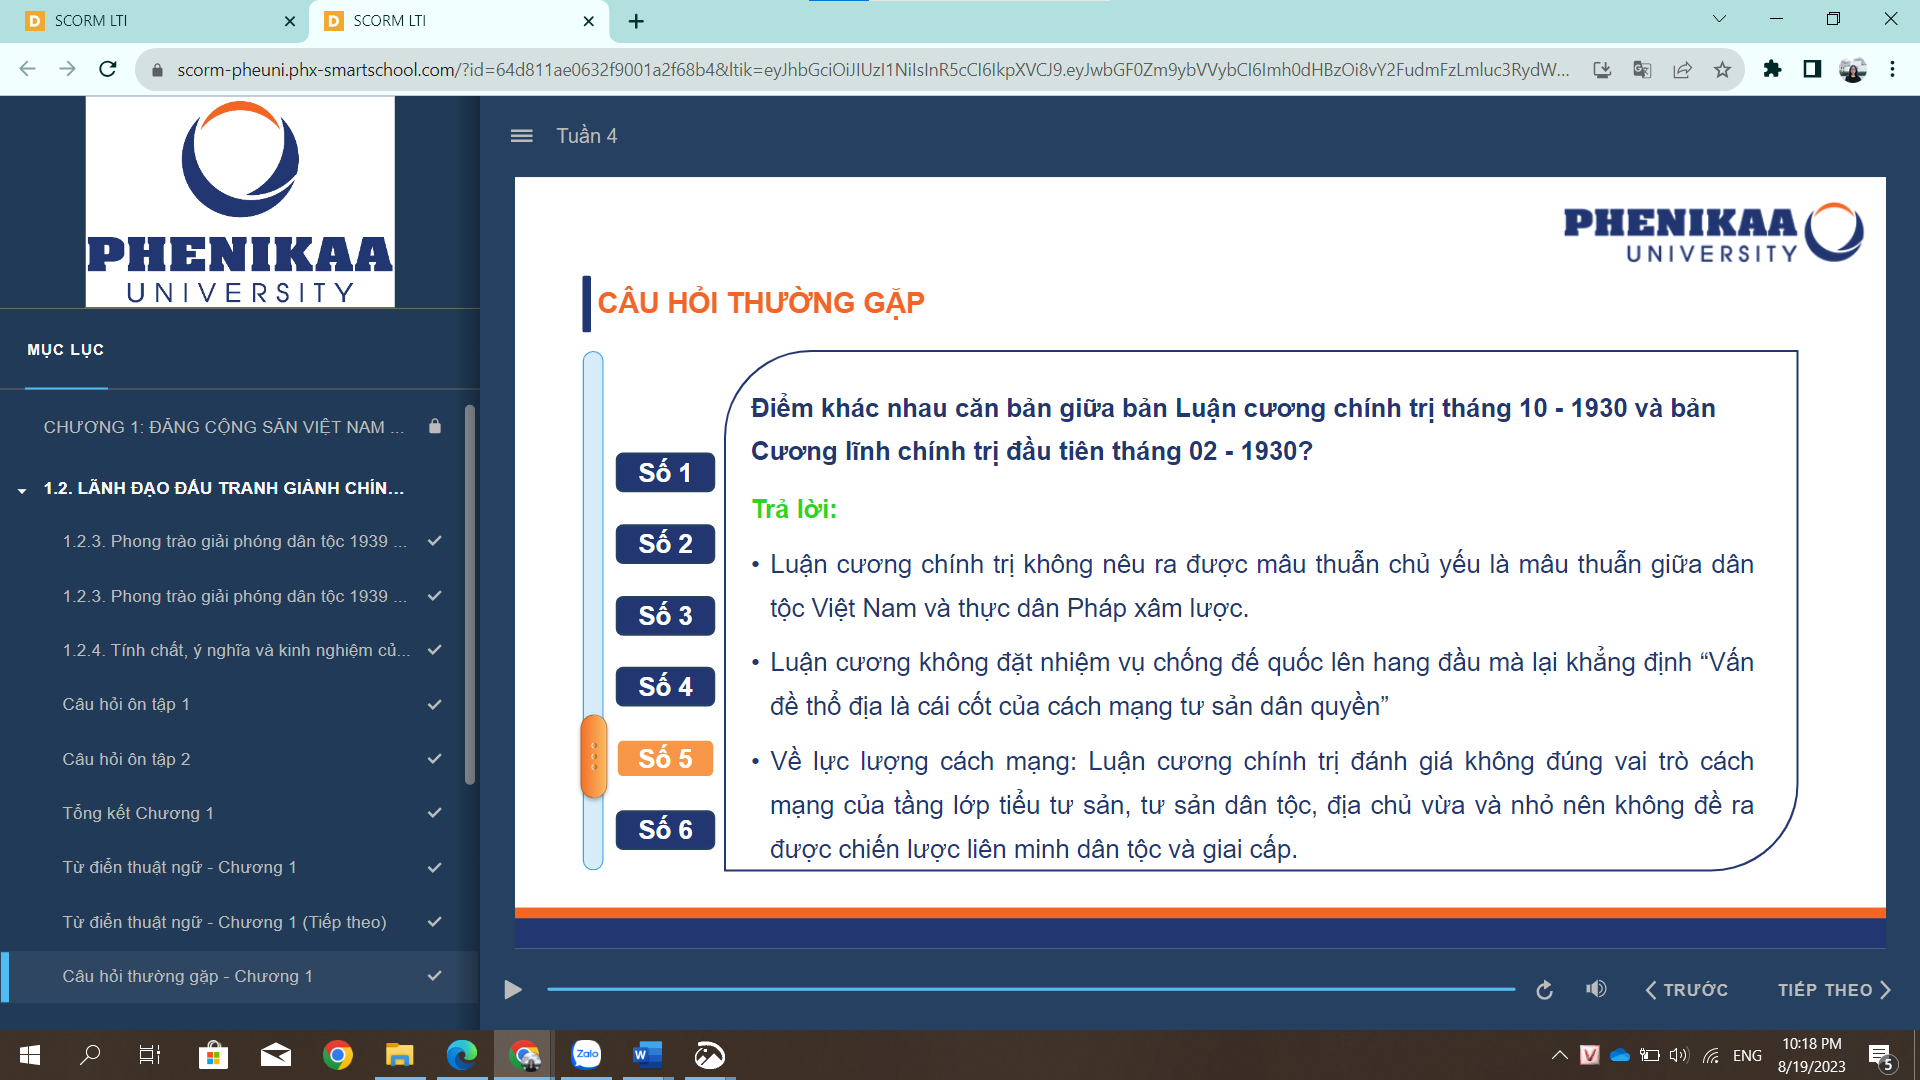 SCORM LTI
SCORM LTI
scorm-pheuni.phx-smartschool.com/?id=64d811ae0632f9001a2f68b4&ltik=eyJhbGciOiJIUzI1NiIsInR5cCI6IkpXVCJ9.eyJwbGF0Zm9ybVVybCI6Imh0dHBzOi8vY2FudmFzLmluc3RydW...
PHENIKAA
UNIVERSITY
MỤC LỤC
CHƯƠNG 1: ĐẢNG CỘNG SẢN VIỆT NAM ...
1.2. LÃNH ĐẠO ĐẤU TRANH GIÀNH CHÍN...
1.2.3. Phong trào giải phóng dân tộc 1939 ...
1.2.3. Phong trào giải phóng dân tộc 1939 ...
1.2.4. Tính chất, ý nghĩa và kinh nghiệm củ...
Câu hỏi ôn tập 1
Câu hỏi ôn tập 2
Tổng kết Chương 1
Từ điển thuật ngữ - Chương 1
Từ điển thuật ngữ - Chương 1 (Tiếp theo)
Câu hỏi thường gặp - Chương 1
Tuần 4
PHENIKAA
UNIVERSITY
CÂU HỎI THƯỜNG GẶP
Số 1
Số 2
Số 3
Số 4
Số 5
Số 6
Điểm khác nhau căn bản giữa bản Luận cương chính trị tháng 10 - 1930 và bản
Cương lĩnh chính trị đầu tiên tháng 02 - 1930?
Trả lời:
• Luận cương chính trị không nêu ra được mâu thuẫn chủ yếu là mâu thuẫn giữa dân
tộc Việt Nam và thực dân Pháp xâm lược.
• Luận cương không đặt nhiệm vụ chống đế quốc lên hang đầu mà lại khẳng định “Vấn
đề thổ địa là cái cốt của cách mạng tư sản dân quyền”
• Về lực lượng cách mạng: Luận cương chính trị đánh giá không đúng vai trò cách
mạng của tầng lớp tiểu tư sản, tư sản dân tộc, địa chủ vừa và nhỏ nên không đề ra
được chiến lược liên minh dân tộc và giai cấp.
TRƯỚC
TIẾP THEO
Zalo
ENG
10:18 PM
8/19/2023
5